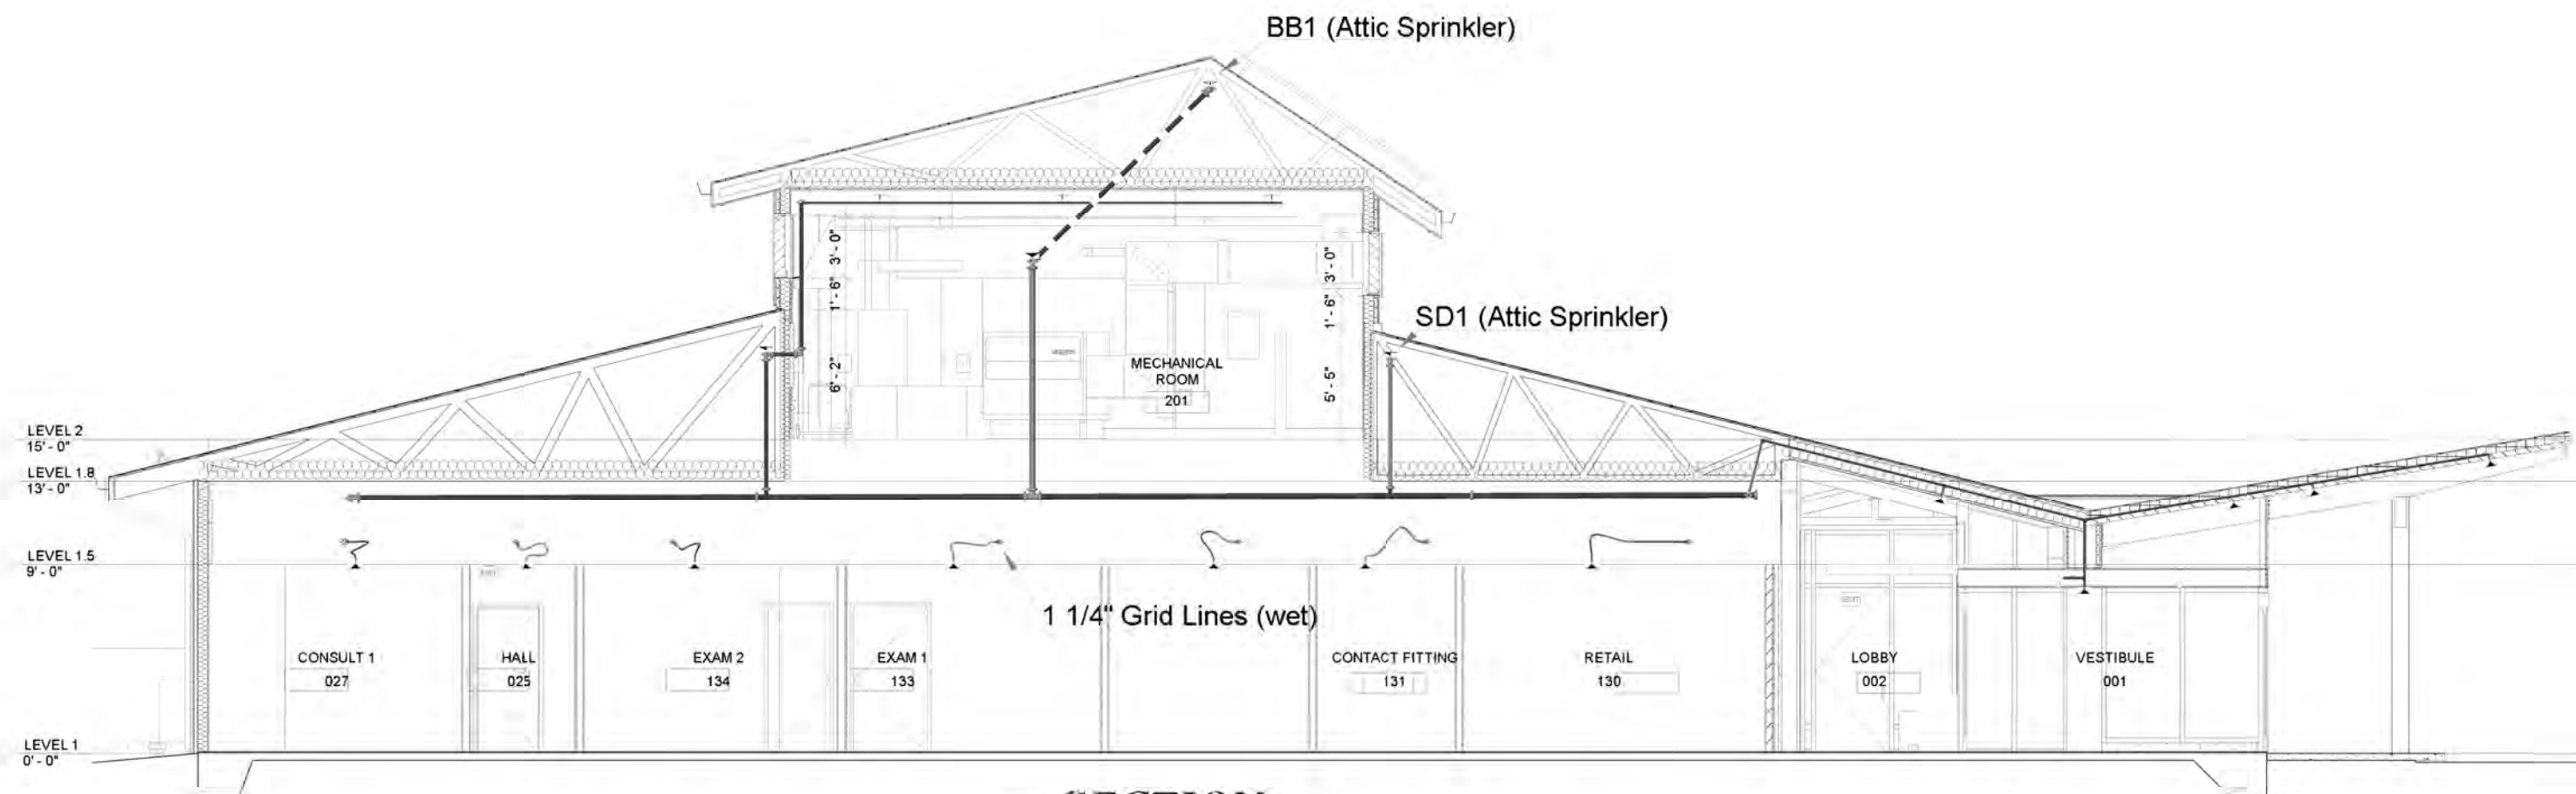 BB1 (Attic Sprinkler)
3' - 0"
1' - 6"
6' - 2"
3' - 0"
1' - 6"
5' - 5"
SD1 (Attic Sprinkler)
MECHANICAL
ROOM
201
LEVEL 2
15' - 0"
LEVEL 1.8
13' - 0"
LEVEL 1.5
9' - 0"
1 1/4" Grid Lines (wet)
CONSULT 1
027
HALL
025
EXAM 2
134
EXAM 1
133
CONTACT FITTING
131
RETAIL
130
LOBBY
002
VESTIBULE
001
LEVEL 1
0' - 0"
SECTION